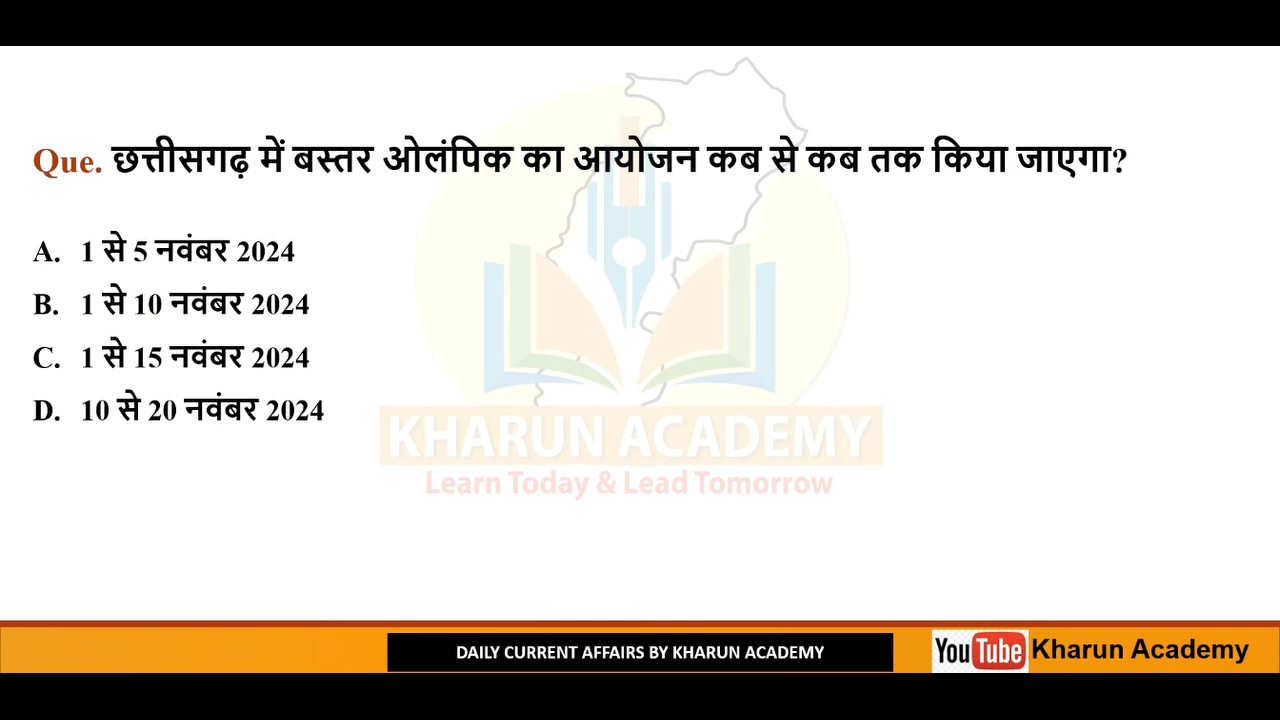 Que. छत्तीसगढ़ में बस्तर ओलंपिक का आयोजन कब से कब तक किया जाएगा?
A. 1 से 5 नवंबर 2024
B. 1 से 10 नवंबर 2024
C. 1 से 15 नवंबर 2024
D. 10 से 20 नवंबर 2024
KHARUN ACADEMY
Learn Today & Lead Tomorrow
DAILY CURRENT AFFAIRS BY KHARUN ACADEMY
YouTube Kharun Academy